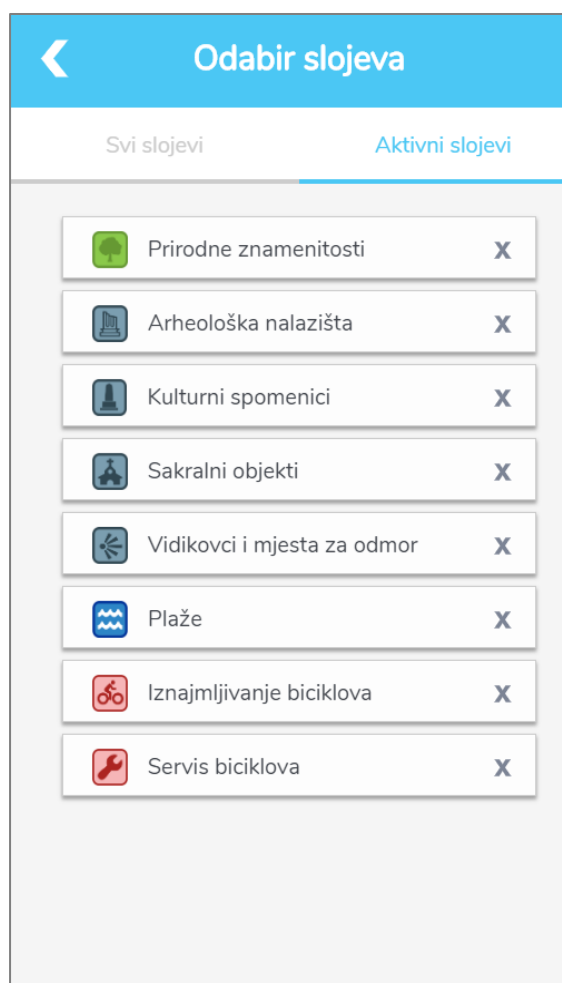 Odabir slojeva
Svi slojevi
Aktivni slojevi
Prirodne znamenitosti X
Arheološka nalazišta X
Kulturni spomenici X
Sakralni objekti X
Vidikovci i mjesta za odmor X
Plaže X
Iznajmljivanje biciklova X
Servis biciklova X